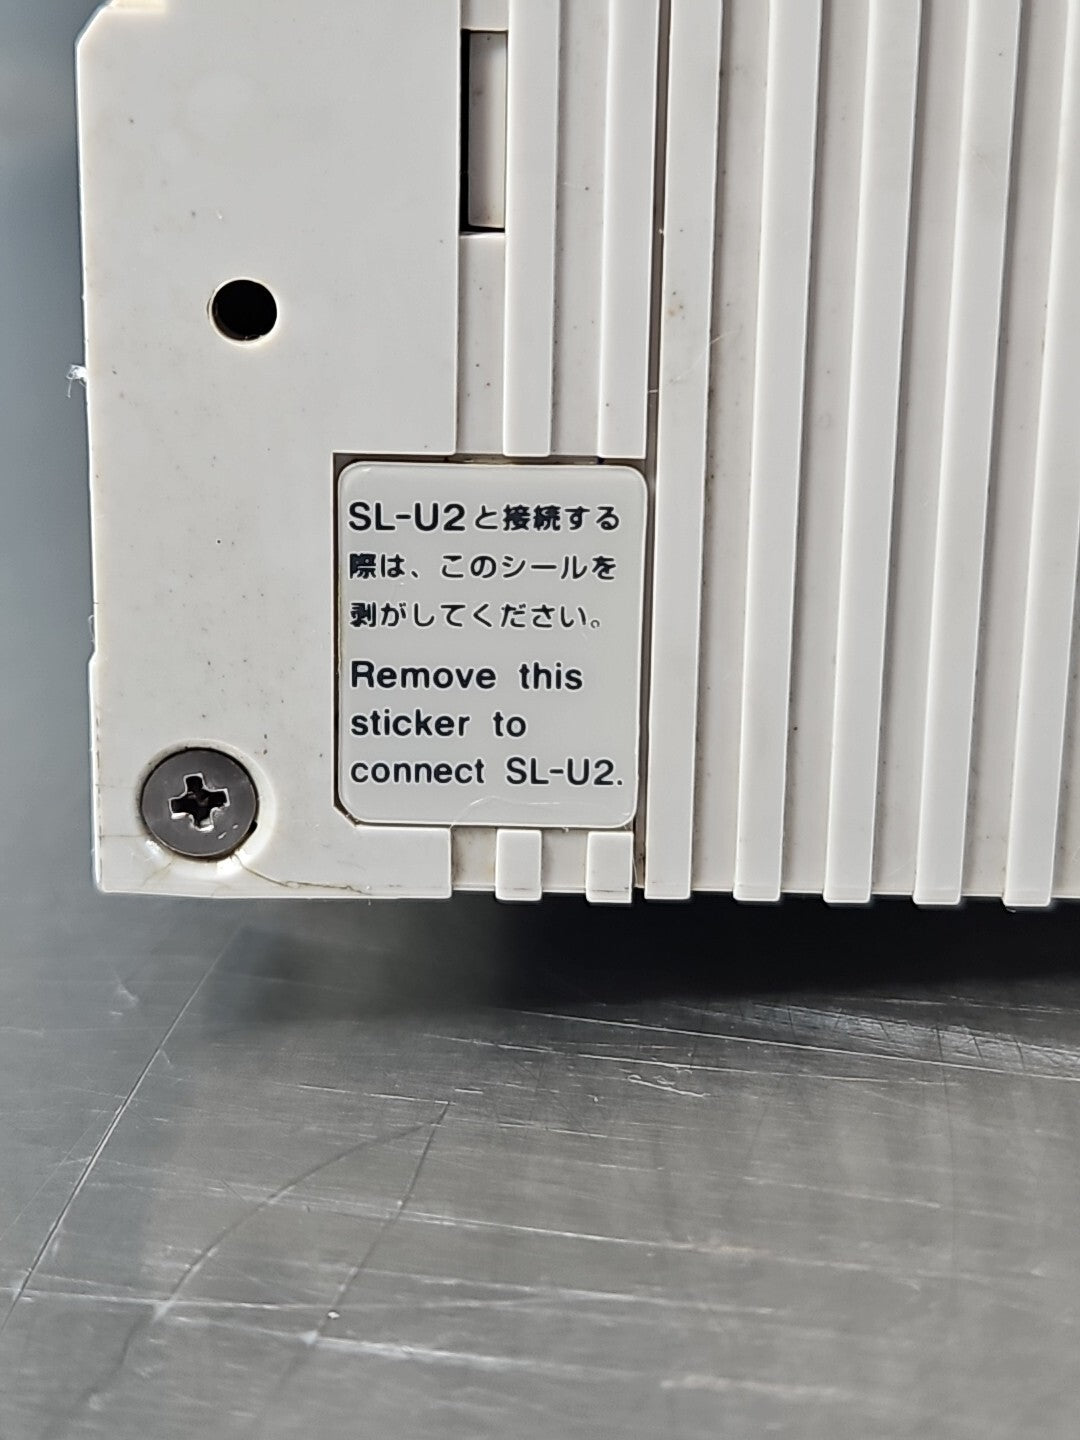 SL-U2と接続する
際は、このシールを
剥がしてください。
Remove this
sticker to
connect SL-U2.